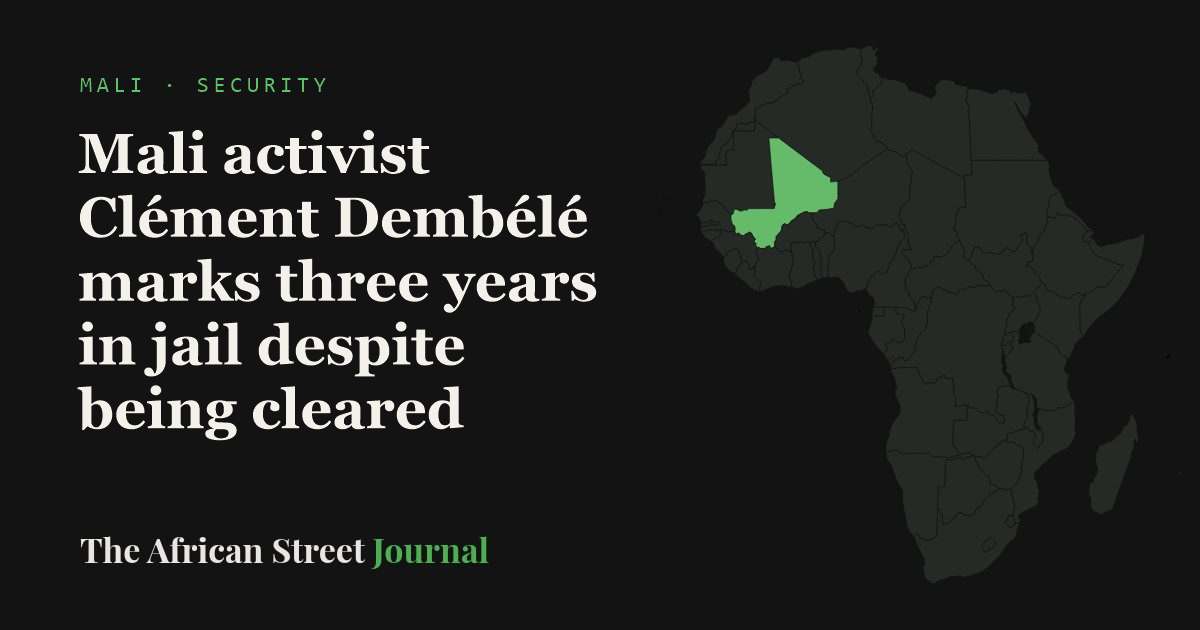 MALI · SECURITY
Mali activist
Clément Dembélé
marks three years
in jail despite
being cleared
The African Street Journal